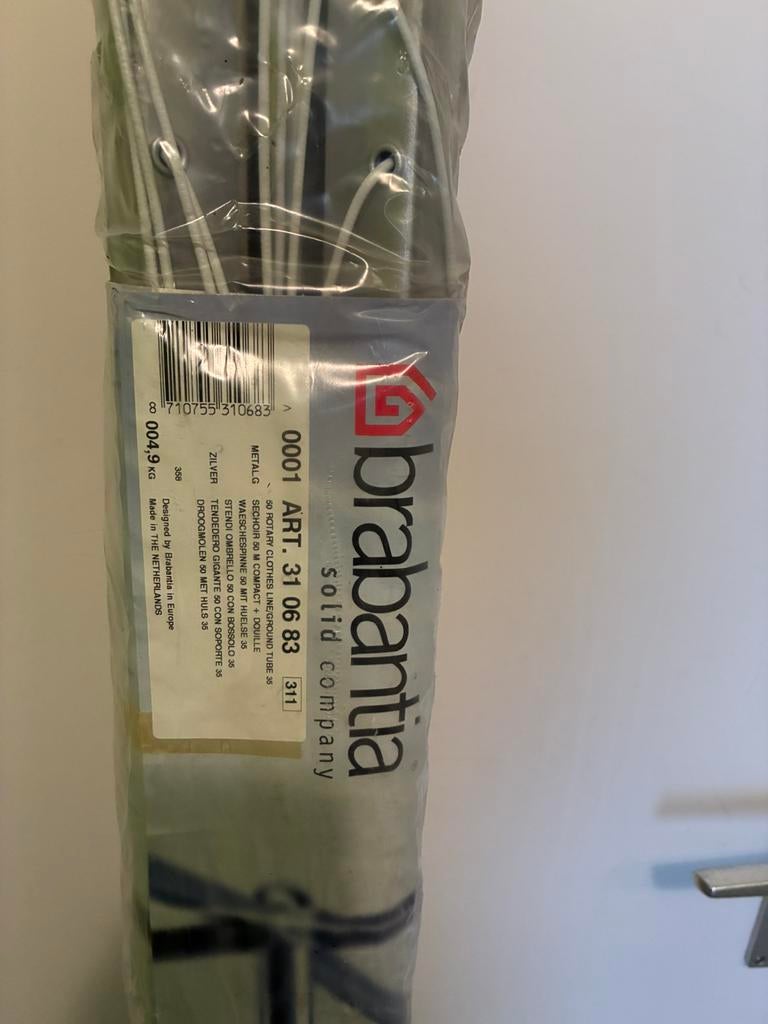 brabantia
solid company
0001 ART. 31 06 83 311
50 ROTARY CLOTHES LINE/GROUND TUBE 35
METALG SECHOIR 50 M COMPACT + DOUILLE
WAESCHESPINNE 50 MIT HUELSE 35
STENDI OMBRELLO 50 CON BOSSOLO 35
ZILVER TENDEDERO GIGANTE 50 CON SOPORTE 35
DROOGMOLEN 50 MET HULS 35
358
Designed by Brabantia in Europe
Made in THE NETHERLANDS
004,9 KG
8 710755 310683 >